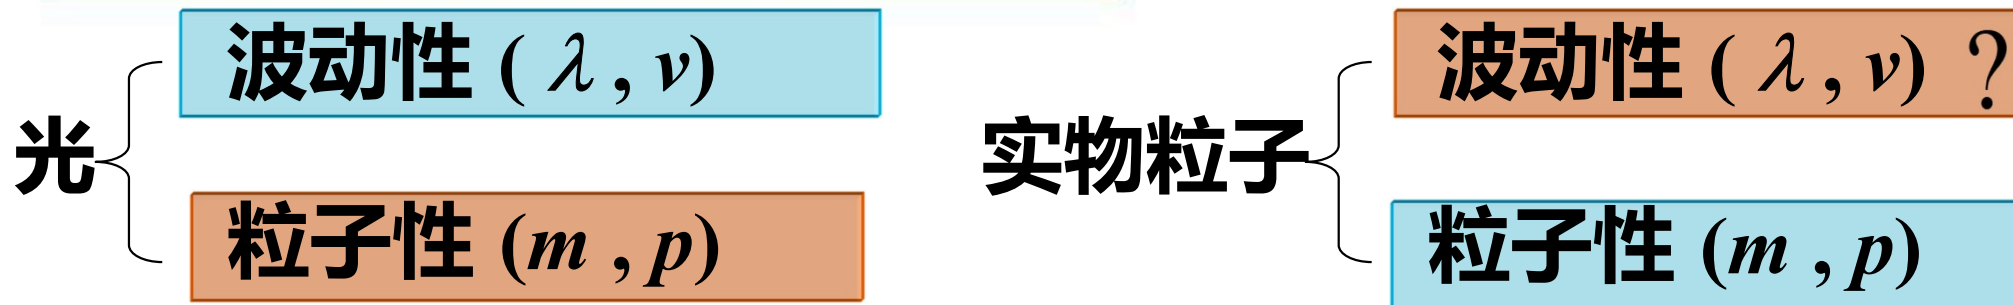 光
波动性 ( λ , ν)
粒子性 (m , p)
实物粒子
波动性 ( λ , ν) ?
粒子性 (m , p)